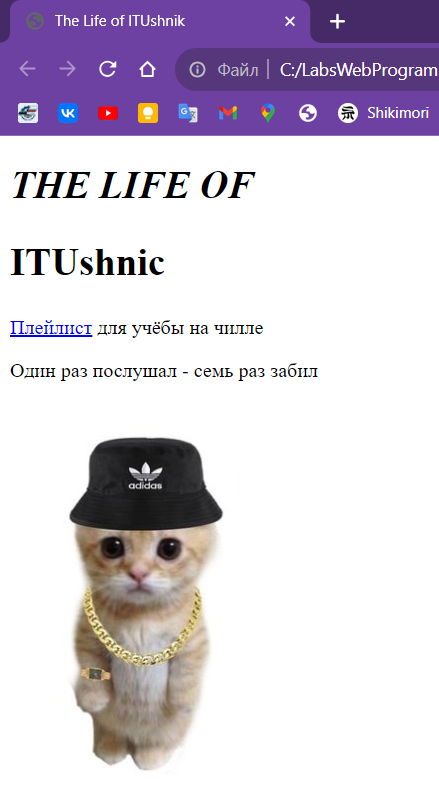 The Life of ITUshnik
Файл
C:/LabsWebProgram
Shikimori
THE LIFE OF
ITUshnic
Плейлист для учёбы на чилле
Один раз послушал - семь раз забил
adidas